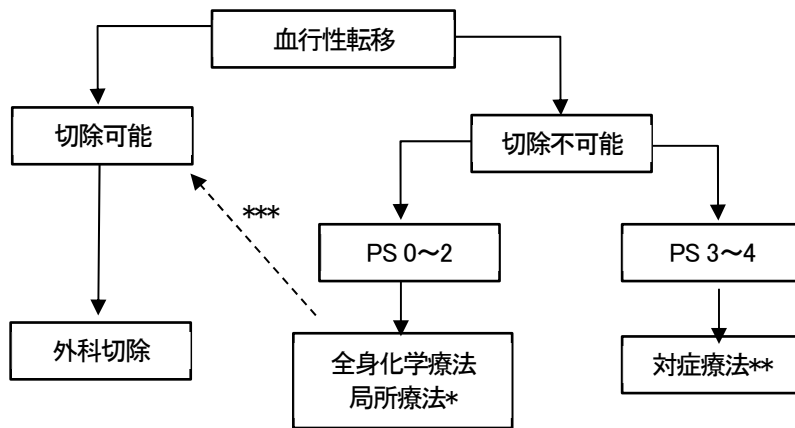 血行性転移
切除可能
切除不可能
***
PS 0～2
PS 3～4
外科切除
全身化学療法
局所療法*
対症療法**